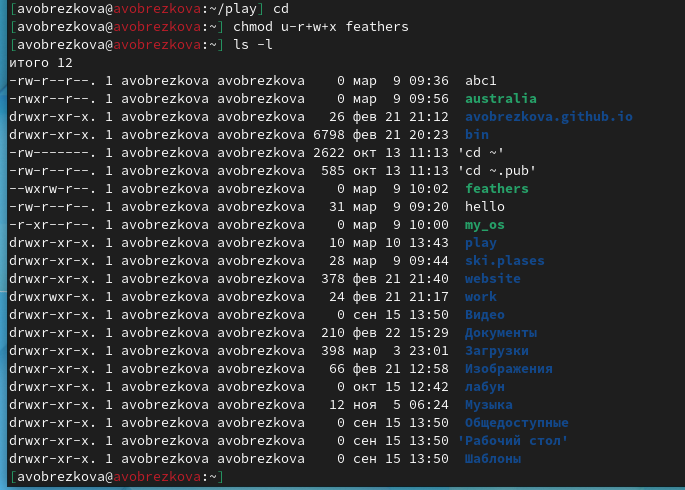 [avobrezkova@avobrezkova:~/play] cd
[avobrezkova@avobrezkova:~] chmod u-r+w+x feathers
[avobrezkova@avobrezkova:~] ls -l
итого 12
-rw-r--r--. 1 avobrezkova avobrezkova    0 мар  9 09:36  abc1
-rwxr--r--. 1 avobrezkova avobrezkova    0 мар  9 09:56  australia
drwxr-xr-x. 1 avobrezkova avobrezkova   26 фев 21 21:12  avobrezkova.github.io
drwxr-xr-x. 1 avobrezkova avobrezkova 6798 фев 21 20:23  bin
-rw-------. 1 avobrezkova avobrezkova 2622 окт 13 11:13 'cd ~'
-rw-r--r--. 1 avobrezkova avobrezkova  585 окт 13 11:13 'cd ~.pub'
--wxrw-r--. 1 avobrezkova avobrezkova    0 мар  9 10:02  feathers
-rw-r--r--. 1 avobrezkova avobrezkova   31 мар  9 09:20  hello
-r-xr--r--. 1 avobrezkova avobrezkova    0 мар  9 10:00  my_os
drwxr-xr-x. 1 avobrezkova avobrezkova   10 мар 10 13:43  play
drwxr-xr-x. 1 avobrezkova avobrezkova   28 мар  9 09:44  ski.plases
drwxr-xr-x. 1 avobrezkova avobrezkova  378 фев 21 21:40  website
drwxrwxr-x. 1 avobrezkova avobrezkova   24 фев 21 21:17  work
drwxr-xr-x. 1 avobrezkova avobrezkova    0 сен 15 13:50  Видео
drwxr-xr-x. 1 avobrezkova avobrezkova  210 фев 22 15:29  Документы
drwxr-xr-x. 1 avobrezkova avobrezkova  398 мар  3 23:01  Загрузки
drwxr-xr-x. 1 avobrezkova avobrezkova   66 фев 21 12:58  Изображения
drwxr-xr-x. 1 avobrezkova avobrezkova    0 окт 15 12:42  лабун
drwxr-xr-x. 1 avobrezkova avobrezkova   12 ноя  5 06:24  Музыка
drwxr-xr-x. 1 avobrezkova avobrezkova    0 сен 15 13:50  Общедоступные
drwxr-xr-x. 1 avobrezkova avobrezkova    0 сен 15 13:50 'Рабочий стол'
drwxr-xr-x. 1 avobrezkova avobrezkova    0 сен 15 13:50  Шаблоны
[avobrezkova@avobrezkova:~]